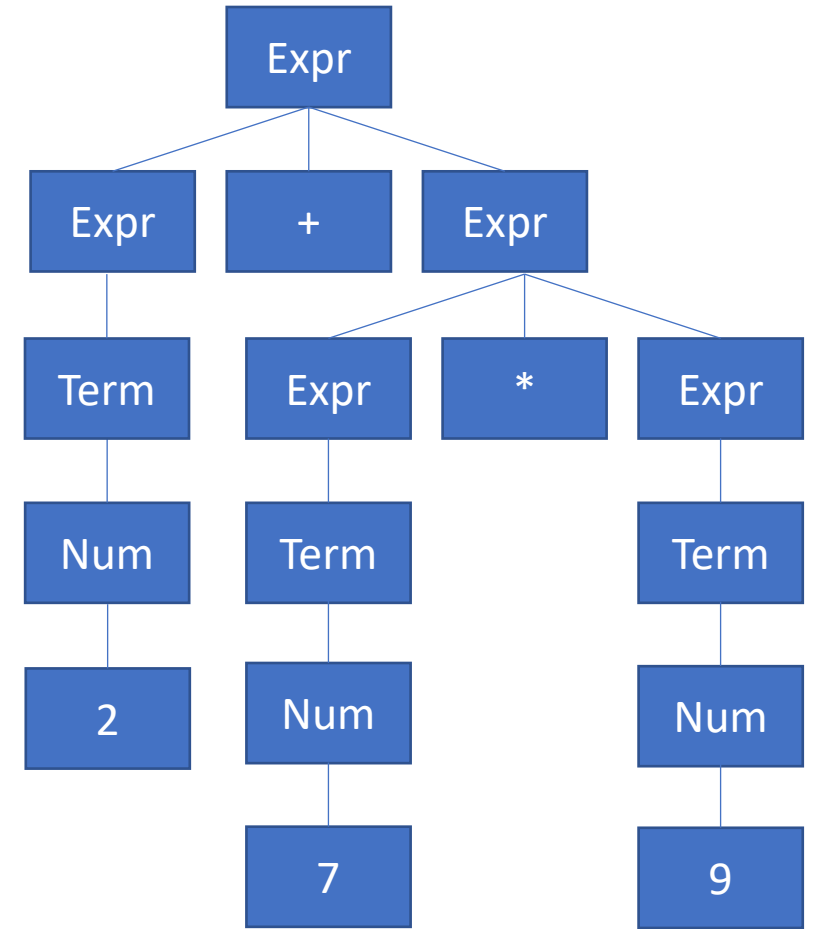 Expr
Expr + Expr
Term Expr * Expr
Num Term Term
2 Num Num
7 9